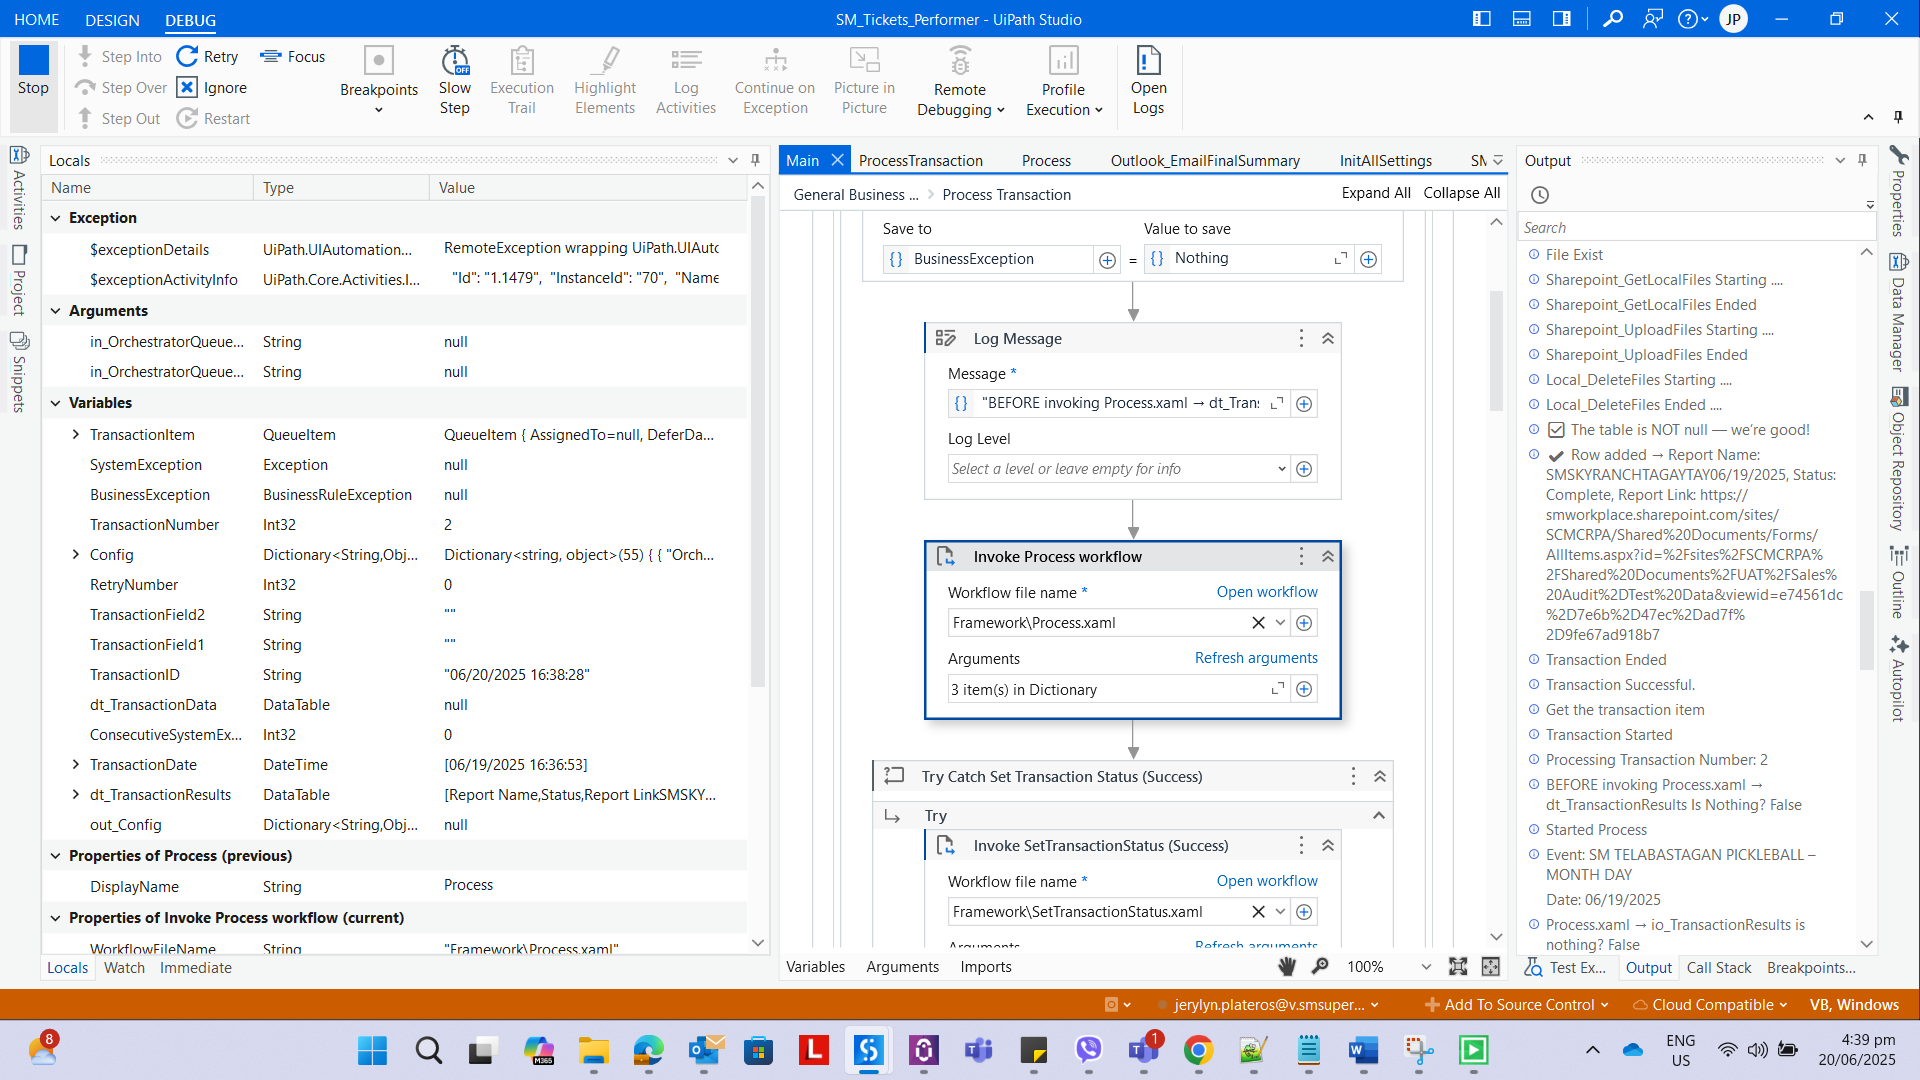 HOME DESIGN DEBUG
SM_Tickets_Performer - UiPath Studio
JP
Stop
Step Into
Step Over
Step Out
Retry
Ignore
Restart
Focus
Breakpoints
Slow
Step
OFF
Execution
Trail
Highlight
Elements
Log
Activities
Continue on
Exception
Picture in
Picture
Remote
Debugging
Profile
Execution
Open
Logs
Activities
Project
Snippets
Locals
Name Type Value
Exception
$exceptionDetails UiPath.UIAutomation... RemoteException wrapping UiPath.UIAutc
$exceptionActivityInfo UiPath.Core.Activities.I... "Id": "1.1479", "InstanceId": "70", "Name
Arguments
in_OrchestratorQueue... String null
in_OrchestratorQueue... String null
Variables
TransactionItem QueueItem QueueItem { AssignedTo=null, DeferDa...
SystemException Exception null
BusinessException BusinessRuleException null
TransactionNumber Int32 2
Config Dictionary<String,Obj... Dictionary<string, object>(55) { { "Orch...
RetryNumber Int32 0
TransactionField2 String ""
TransactionField1 String ""
TransactionID String "06/20/2025 16:38:28"
dt_TransactionData DataTable null
ConsecutiveSystemEx... Int32 0
TransactionDate DateTime [06/19/2025 16:36:53]
dt_TransactionResults DataTable [Report Name,Status,Report LinkSMSKY...
out_Config Dictionary<String,Obj... null
Properties of Process (previous)
DisplayName String Process
Properties of Invoke Process workflow (current)
WorkflowFileName String "Framework\Process.xaml"
Locals Watch Immediate
Main ProcessTransaction Process Outlook_EmailFinalSummary InitAllSettings SM
General Business ... > Process Transaction
Expand All Collapse All
Save to Value to save
BusinessException = Nothing
Log Message
Message *
"BEFORE invoking Process.xaml → dt_Tran:
Log Level
Select a level or leave empty for info
Invoke Process workflow
Workflow file name * Open workflow
Framework\Process.xaml
Arguments Refresh arguments
3 item(s) in Dictionary
Try Catch Set Transaction Status (Success)
Try
Invoke SetTransactionStatus (Success)
Workflow file name * Open workflow
Framework\SetTransactionStatus.xaml
Arguments Refresh arguments
Variables Arguments Imports
100%
Output
Search
File Exist
Sharepoint_GetLocalFiles Starting ....
Sharepoint_GetLocalFiles Ended
Sharepoint_UploadFiles Starting ....
Sharepoint_UploadFiles Ended
Local_DeleteFiles Starting ....
Local_DeleteFiles Ended ....
☑ The table is NOT null — we're good!
✔ Row added → Report Name:
SMSKYRANCHTAGAYTAY06/19/2025, Status:
Complete, Report Link: https://
smworkplace.sharepoint.com/sites/
SCMCRPA/Shared%20Documents/Forms/
AllItems.aspx?id=%2Fsites%2FSCMCRPA%
2FShared%20Documents%2FUAT%2FSales%
20Audit%2DTest%20Data&viewid=e74561dc
%2D7e6b%2D47ec%2Dad7f%
2D9fe67ad918b7
Transaction Ended
Transaction Successful.
Get the transaction item
Transaction Started
Processing Transaction Number: 2
BEFORE invoking Process.xaml →
dt_TransactionResults Is Nothing? False
Started Process
Event: SM TELABASTAGAN PICKLEBALL –
MONTH DAY
Date: 06/19/2025
Process.xaml → io_TransactionResults is
nothing? False
Test Ex... Output Call Stack Breakpoints...
Properties
Data Manager
Object Repository
Outline
Autopilot
jerylyn.plateros@v.smsuper... Add To Source Control Cloud Compatible VB, Windows
8
M365
L
1
ENG
US
4:39 pm
20/06/2025